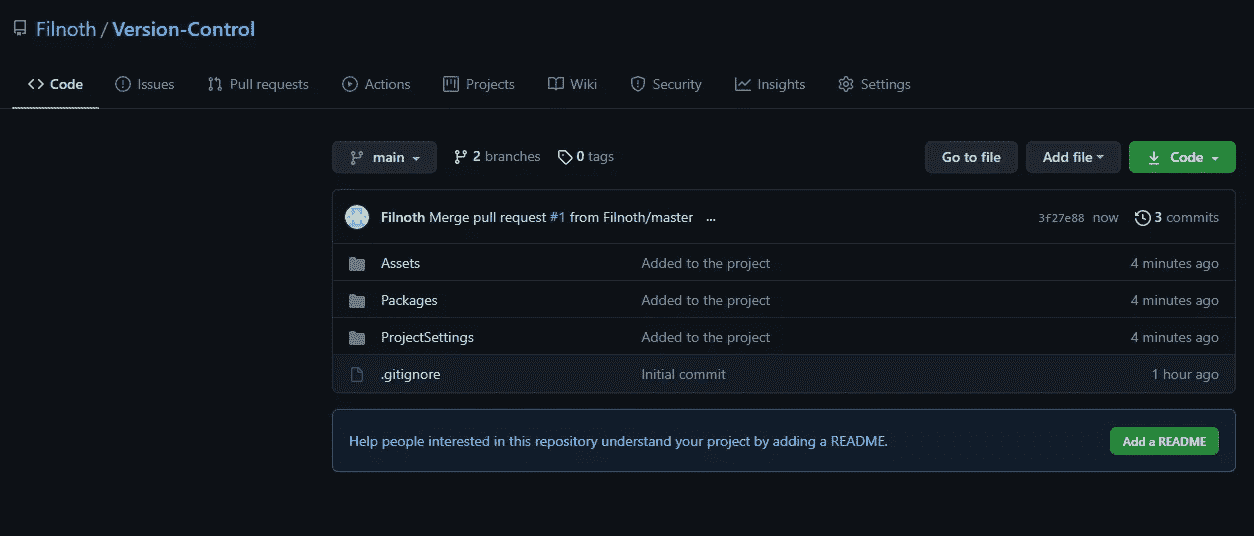 Filnoth / Version-Control
Code Issues Pull requests Actions Projects Wiki Security Insights Settings
main 2 branches 0 tags Go to file Add file Code
Filnoth Merge pull request #1 from Filnoth/master ... 3f27e88 now 3 commits
Assets Added to the project 4 minutes ago
Packages Added to the project 4 minutes ago
ProjectSettings Added to the project 4 minutes ago
.gitignore Initial commit 1 hour ago
Help people interested in this repository understand your project by adding a README. Add a README